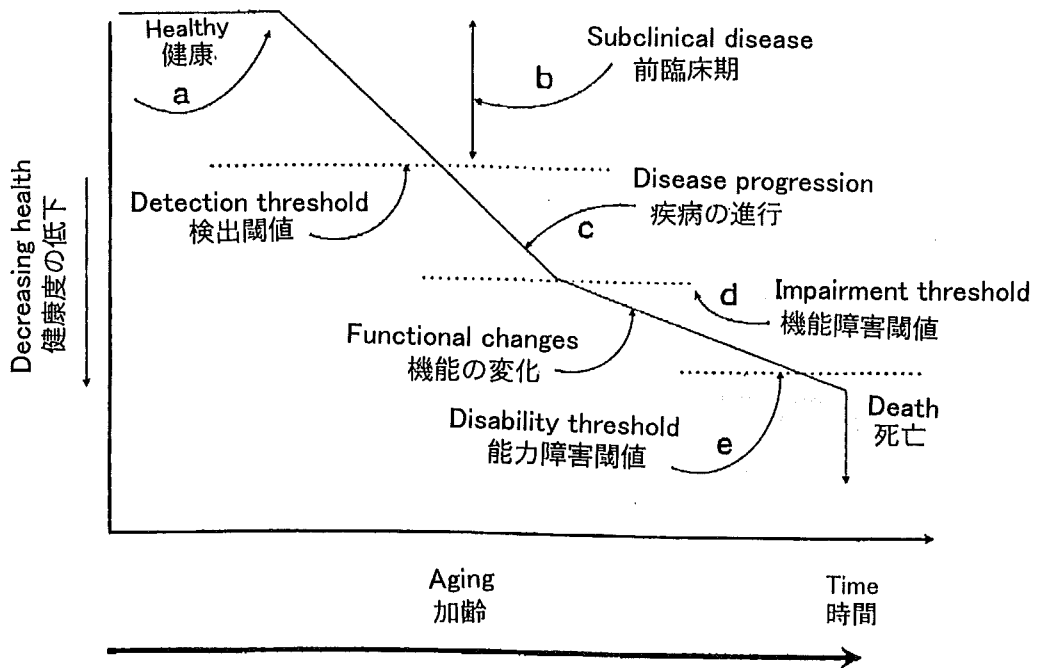 Healthy
健康
a
Subclinical disease
前臨床期
b
Detection threshold
検出閾値
Disease progression
疾病の進行
c
d
Impairment threshold
機能障害閾値
Functional changes
機能の変化
Disability threshold
能力障害閾値
e
Death
死亡
Decreasing health
健康度の低下
Aging
加齢
Time
時間